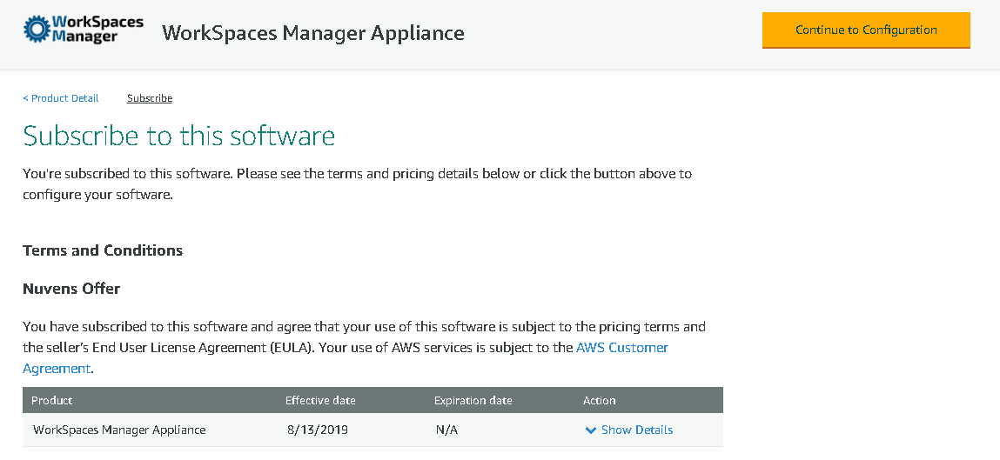 WorkSpaces
Manager
WorkSpaces Manager Appliance
Continue to Configuration
< Product Detail
Subscribe
Subscribe to this software
You're subscribed to this software. Please see the terms and pricing details below or click the button above to
configure your software.
Terms and Conditions
Nuvens Offer
You have subscribed to this software and agree that your use of this software is subject to the pricing terms and
the seller's End User License Agreement (EULA). Your use of AWS services is subject to the AWS Customer
Agreement.
Product Effective date Expiration date Action
WorkSpaces Manager Appliance 8/13/2019 N/A Show Details